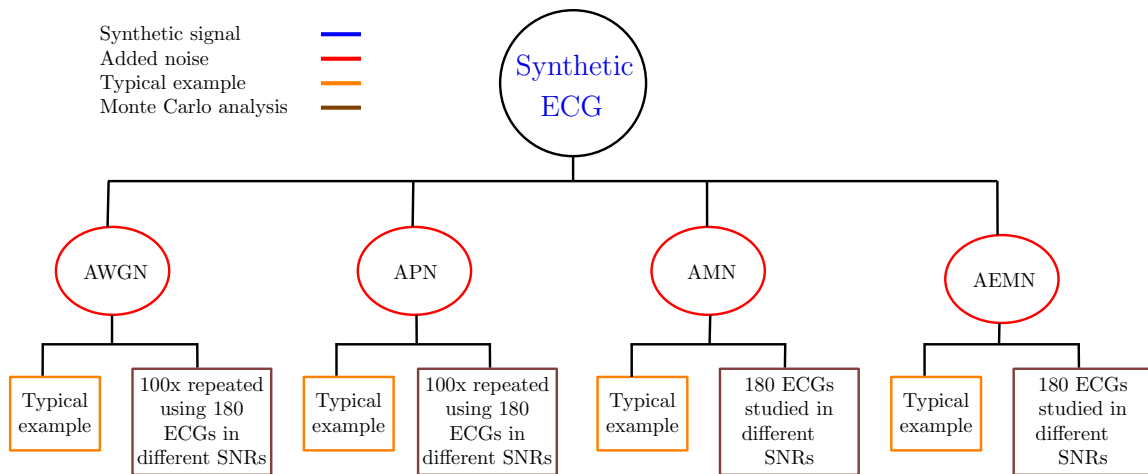 Synthetic signal
Added noise
Typical example
Monte Carlo analysis
Synthetic
ECG
AWGN
APN
AMN
AEMN
Typical
example
100x repeated
using 180
ECGs in
different SNRs
Typical
example
100x repeated
using 180
ECGs in
different SNRs
Typical
example
180 ECGs
studied in
different
SNRs
Typical
example
180 ECGs
studied in
different
SNRs